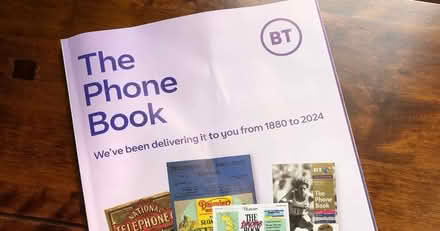 BT
The
Phone
Book
We've been delivering it to you from 1880 to 2024
NATIONAL
TELEPHONE
The
Phone
Book
THE